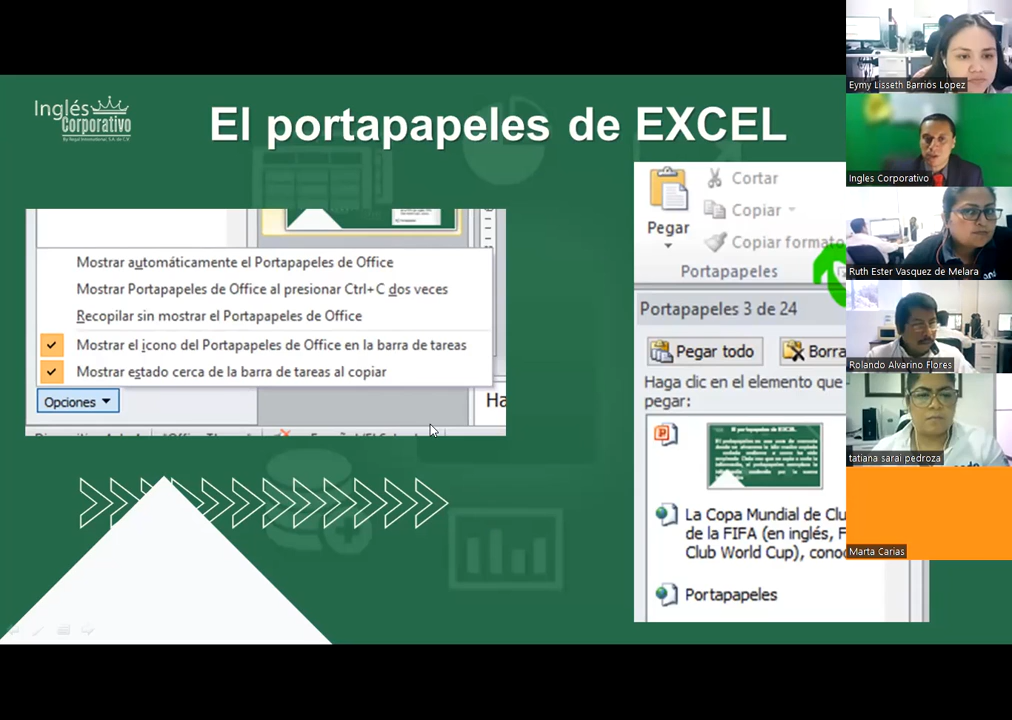 Inglés
Corporativo
El portapapeles de EXCEL
Mostrar automáticamente el Portapapeles de Office
Mostrar Portapapeles de Office al presionar Ctrl+C dos veces
Recopilar sin mostrar el Portapapeles de Office
Mostrar el icono del Portapapeles de Office en la barra de tareas
Mostrar estado cerca de la barra de tareas al copiar
Opciones
Ha
Cortar
Copiar
Pegar
Copiar formato
Portapapeles
Portapapeles 3 de 24
Pegar todo
Borra
Haga clic en el elemento que
pegar:
La Copa Mundial de Clu
de la FIFA (en inglés, F
Club World Cup), cono
Portapapeles
Eymy Lisseth Barrios Lopez
Ingles Corporativo
Ruth Ester Vasquez de Melara
Rolando Alvarino Flores
tatiana sarai pedroza
Marta Carias